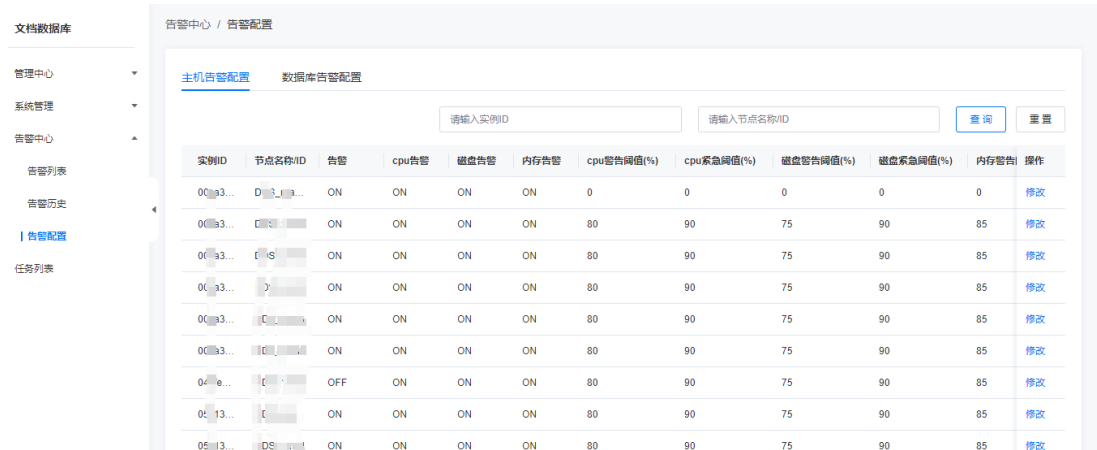 文档数据库
告警中心 / 告警配置
管理中心
系统管理
告警中心
告警列表
告警历史
告警配置
任务列表
主机告警配置 数据库告警配置
请输入实例ID 请输入节点名称/ID 查询 重置
实例ID 节点名称/ID 告警 cpu告警 磁盘告警 内存告警 cpu警告阈值(%) cpu紧急阈值(%) 磁盘警告阈值(%) 磁盘紧急阈值(%) 内存警告 操作
ON ON ON ON 0 0 0 0 0 修改
ON ON ON ON 80 90 75 90 85 修改
ON ON ON ON 80 90 75 90 85 修改
ON ON ON ON 80 90 75 90 85 修改
ON ON ON ON 80 90 75 90 85 修改
ON ON ON ON 80 90 75 90 85 修改
OFF ON ON ON 80 90 75 90 85 修改
ON ON ON ON 80 90 75 90 85 修改
ON ON ON ON 80 90 75 90 85 修改